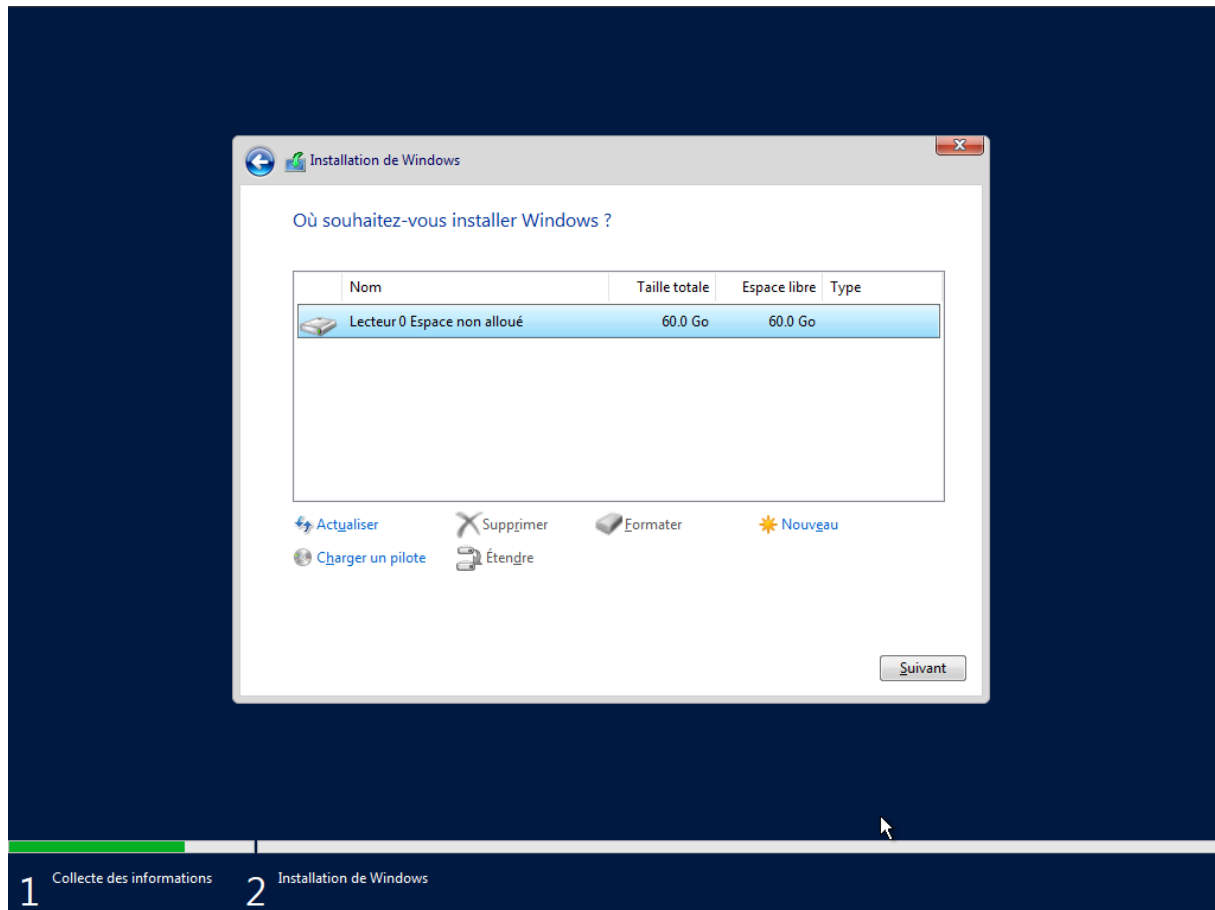 Installation de Windows
Où souhaitez-vous installer Windows ?
Nom Taille totale Espace libre Type
Lecteur 0 Espace non alloué 60.0 Go 60.0 Go
Actualiser Supprimer Formater Nouveau
Charger un pilote Étendre
Suivant
1 Collecte des informations 2 Installation de Windows